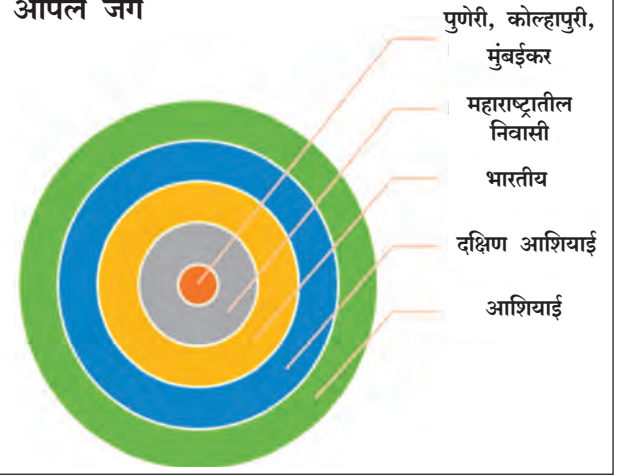 आपले जग
पुणेरी, कोल्हापुरी,
मुंबईकर
महाराष्ट्रातील
निवासी
भारतीय
दक्षिण आशियाई
आशियाई